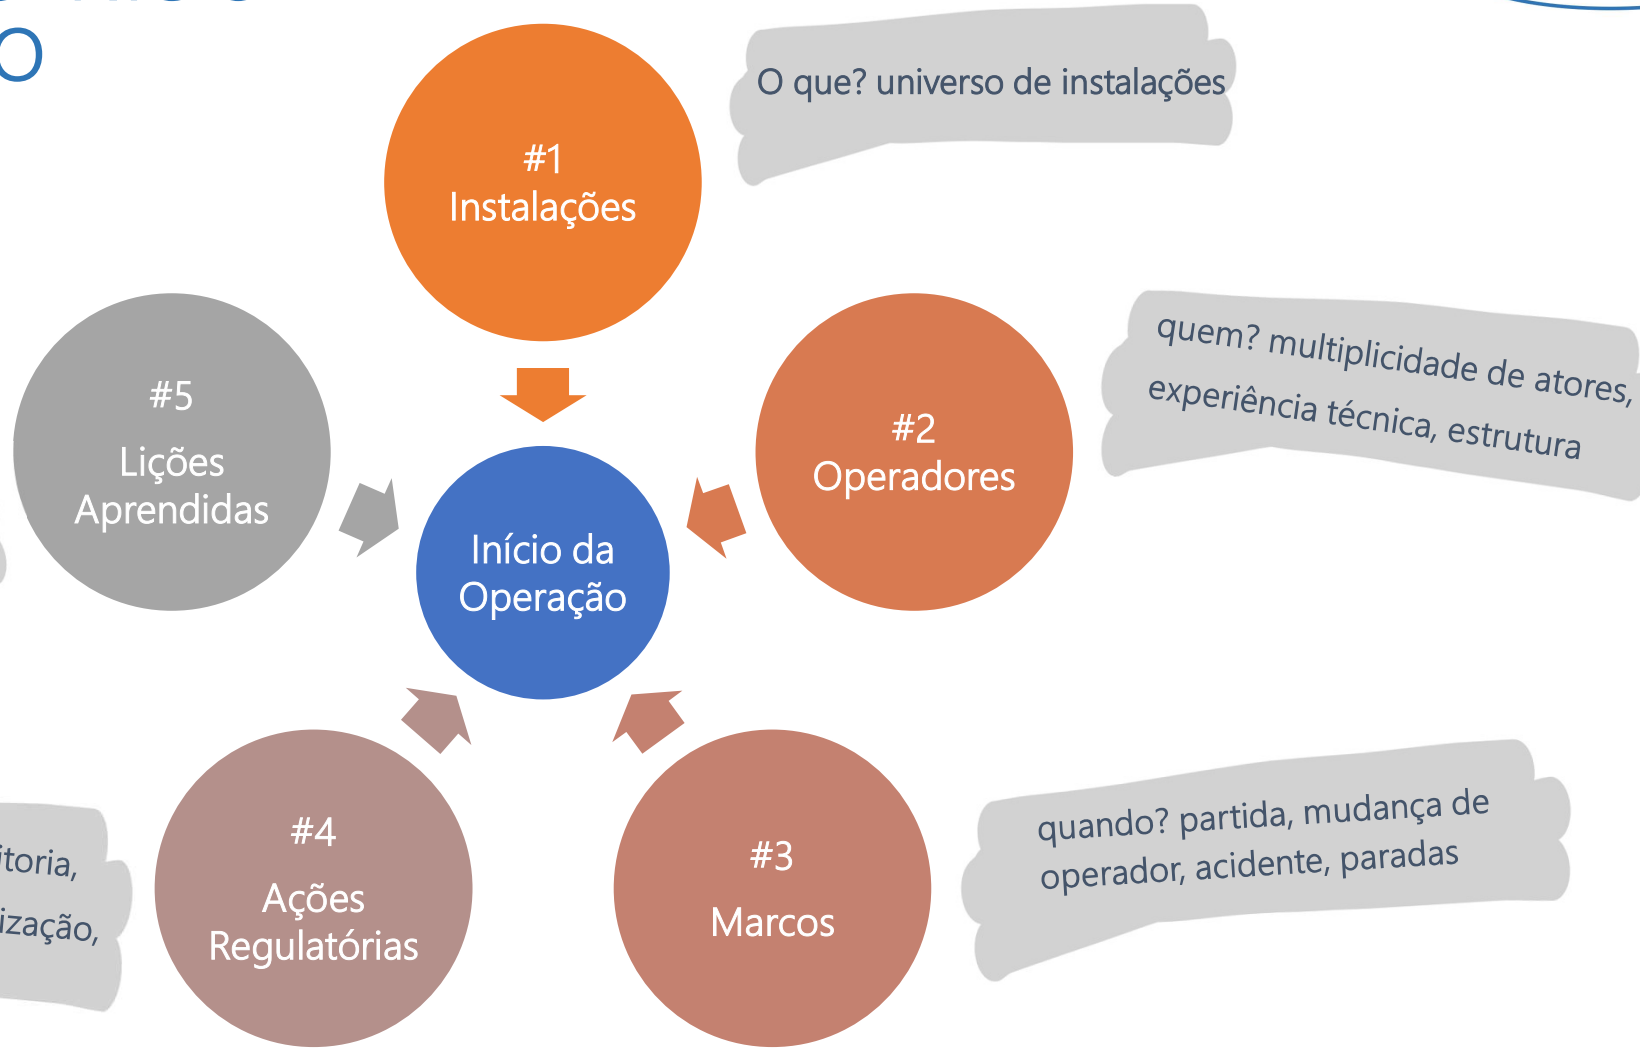 O que? universo de instalações
#1
Instalações
quem? multiplicidade de atores,
experiência técnica, estrutura
#2
Operadores
#5
Lições
Aprendidas
Início da
Operação
quando? partida, mudança de
operador, acidente, paradas
#3
Marcos
#4
Ações
Regulatórias